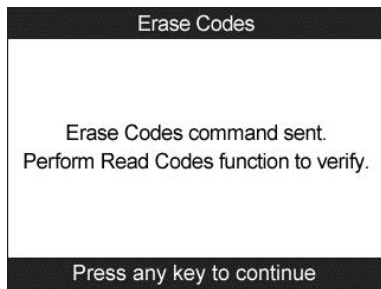 Erase Codes
Erase Codes command sent.
Perform Read Codes function to verify.
Press any key to continue